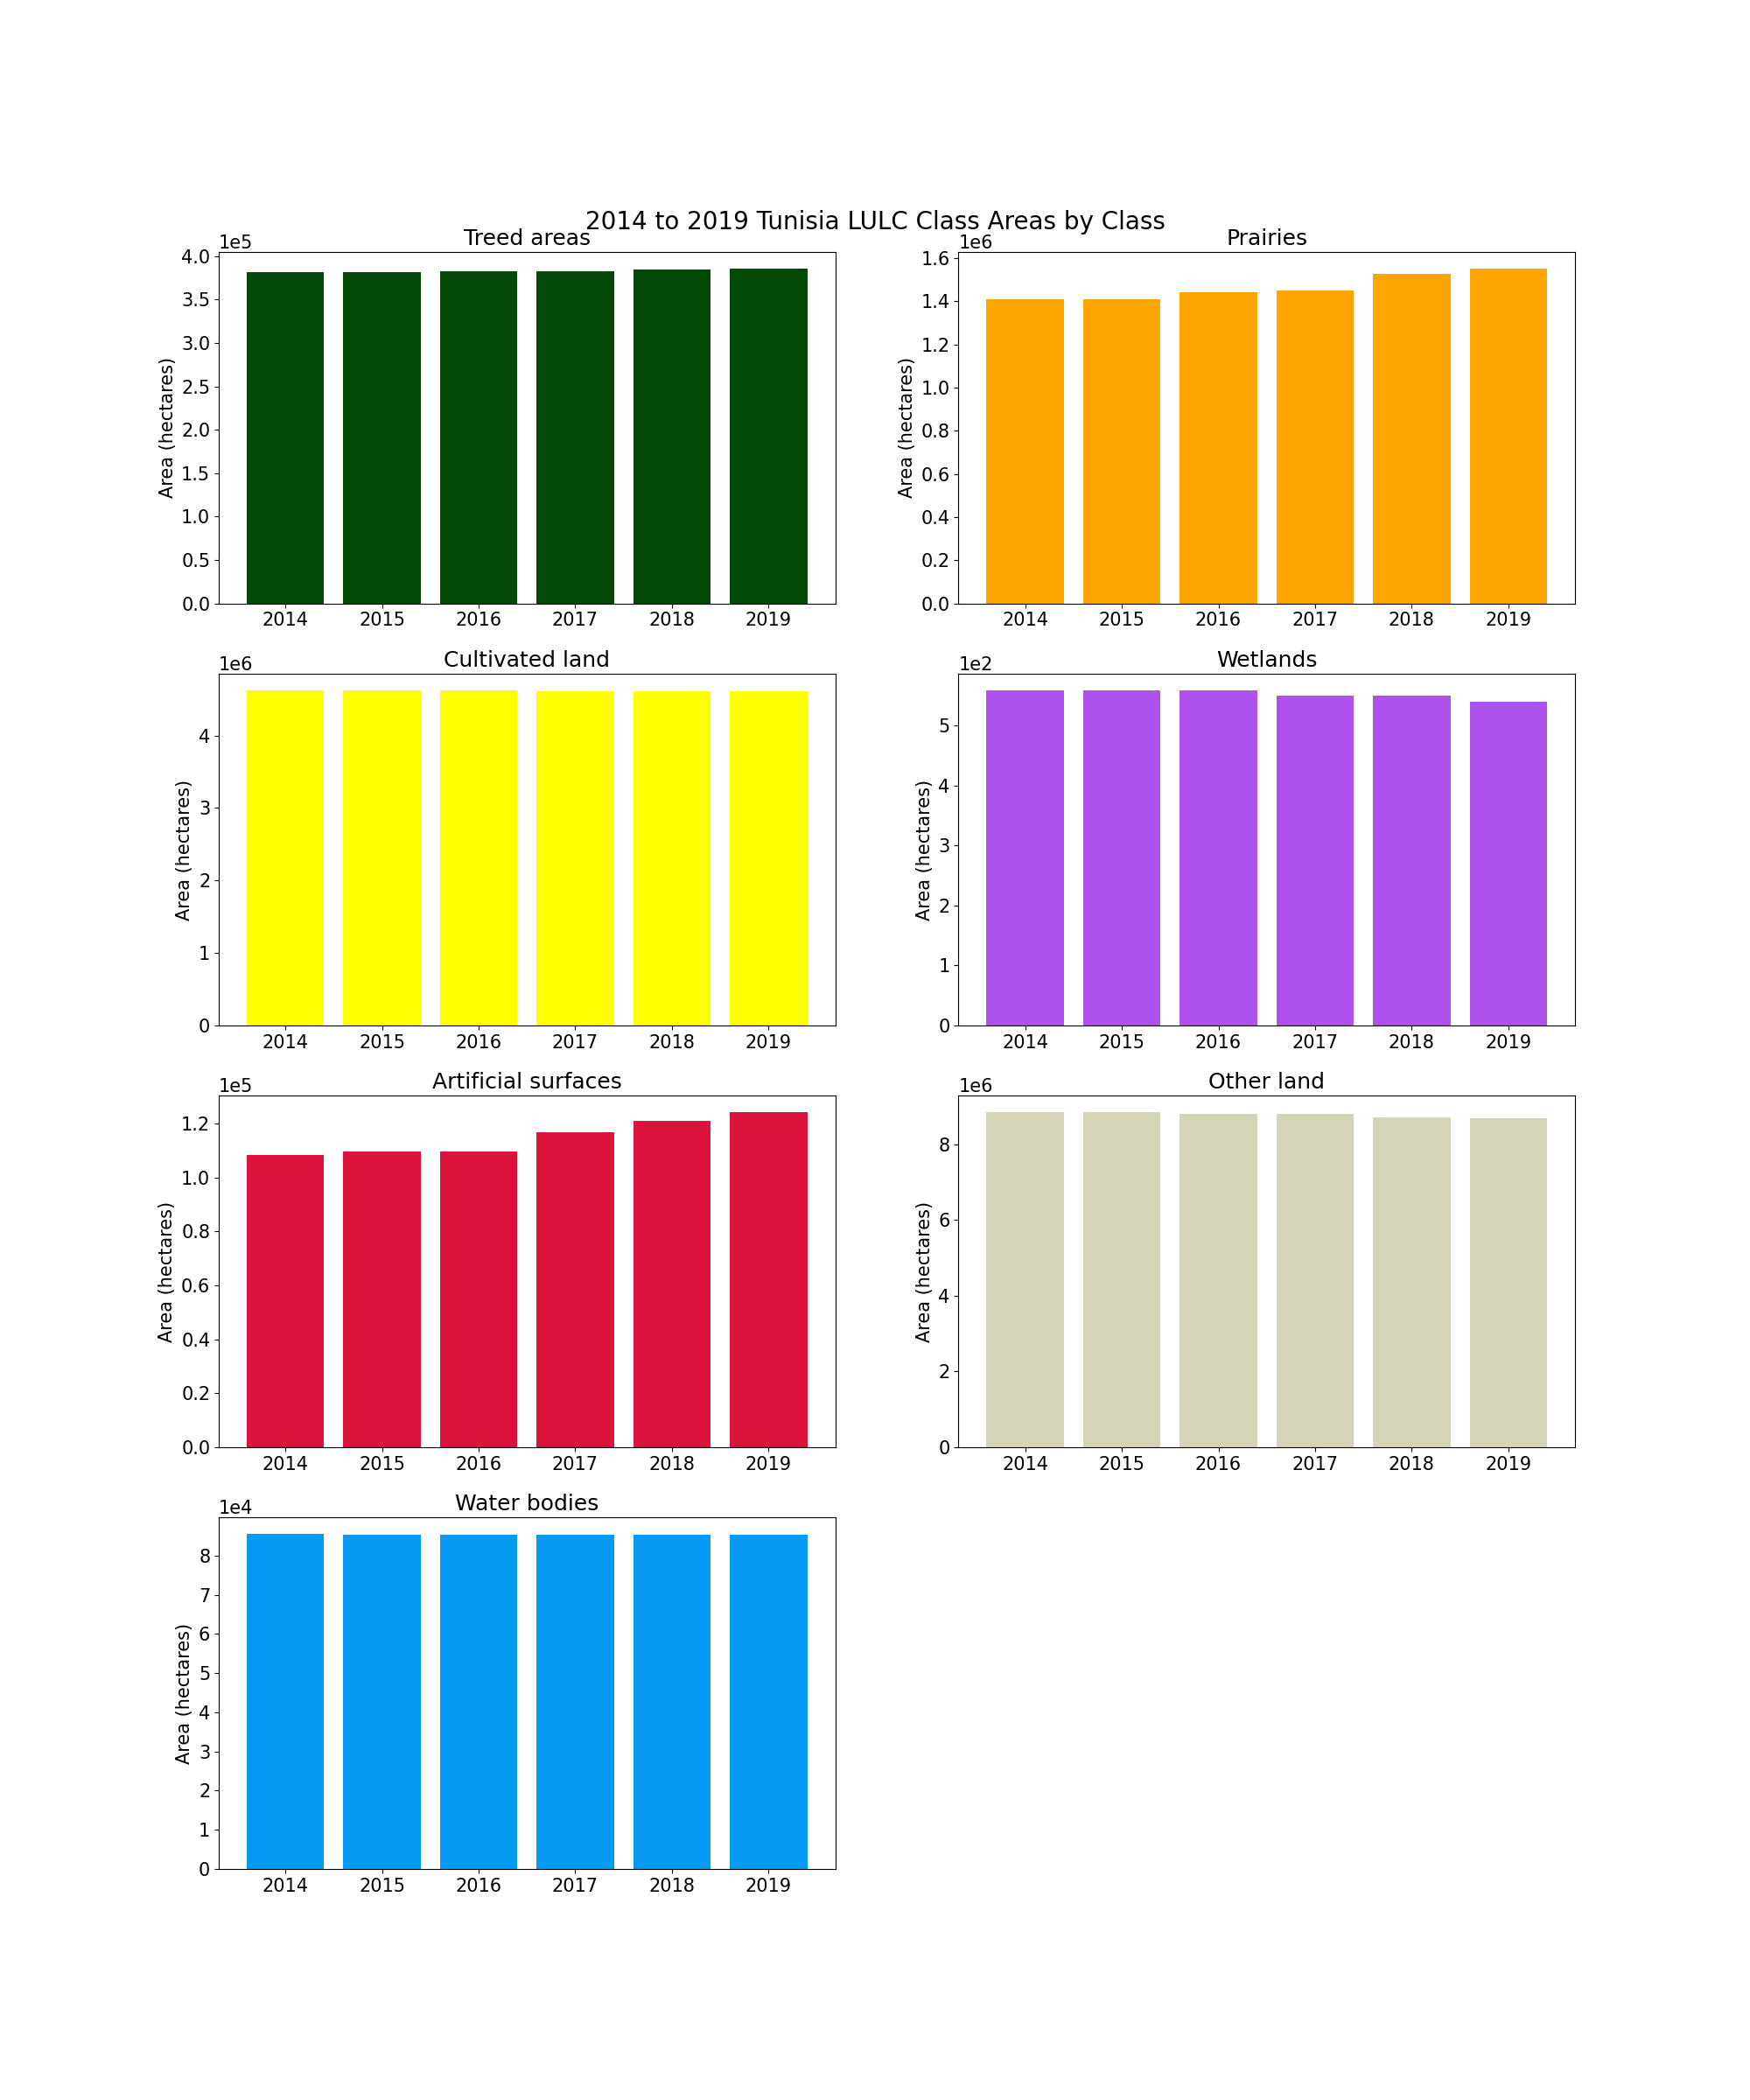 2014 to 2019 Tunisia LULC Class Areas by Class
Treed areas
1e5
4.0
3.5
3.0
2.5
2.0
1.5
1.0
0.5
0.0
Area (hectares)
2014 2015 2016 2017 2018 2019
Prairies
1e6
1.6
1.4
1.2
1.0
0.8
0.6
0.4
0.2
0.0
Area (hectares)
2014 2015 2016 2017 2018 2019
Cultivated land
1e6
4
3
2
1
0
Area (hectares)
2014 2015 2016 2017 2018 2019
Wetlands
1e2
5
4
3
2
1
0
Area (hectares)
2014 2015 2016 2017 2018 2019
Artificial surfaces
1e5
1.2
1.0
0.8
0.6
0.4
0.2
0.0
Area (hectares)
2014 2015 2016 2017 2018 2019
Other land
1e6
8
6
4
2
0
Area (hectares)
2014 2015 2016 2017 2018 2019
Water bodies
1e4
8
7
6
5
4
3
2
1
0
Area (hectares)
2014 2015 2016 2017 2018 2019